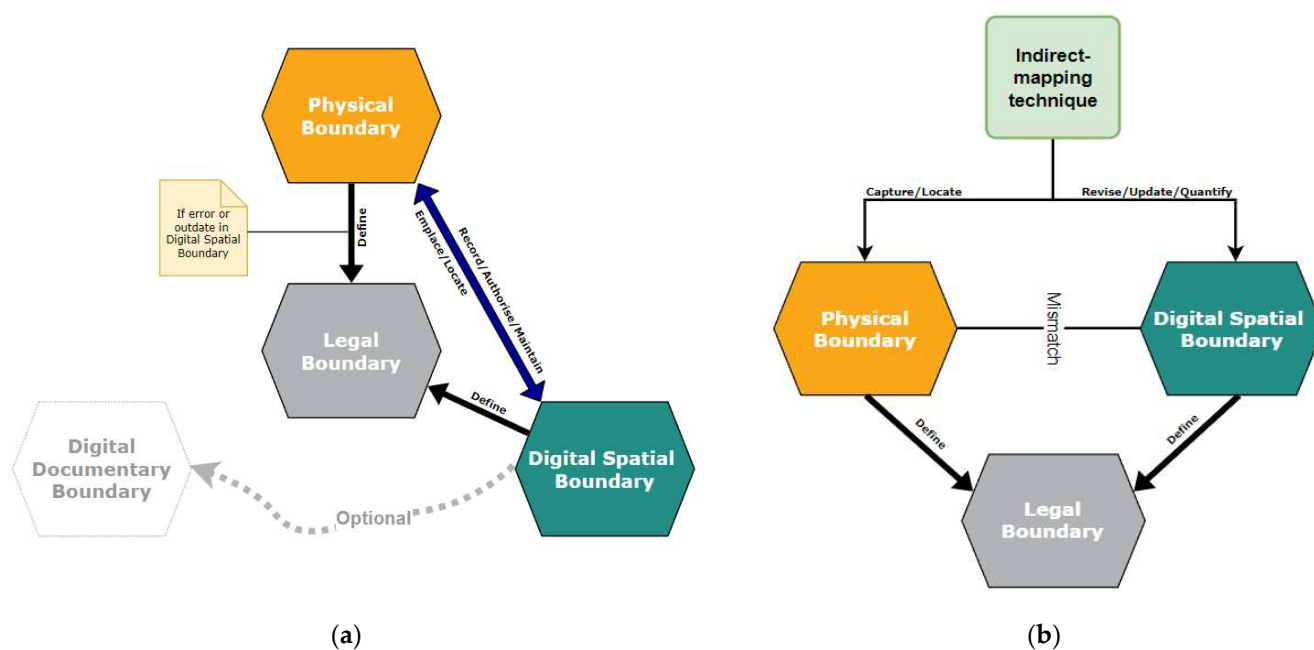 Physical
Boundary
If error or
outdate in
Digital Spatial
Boundary
Define
Record/Authorise/Maintain
Emplace/Locate
Legal
Boundary
Define
Digital
Documentary
Boundary
Optional
Digital Spatial
Boundary
(a)
Indirect-
mapping
technique
Capture/Locate
Revise/Update/Quantify
Physical
Boundary
Mismatch
Digital Spatial
Boundary
Define
Define
Legal
Boundary
(b)